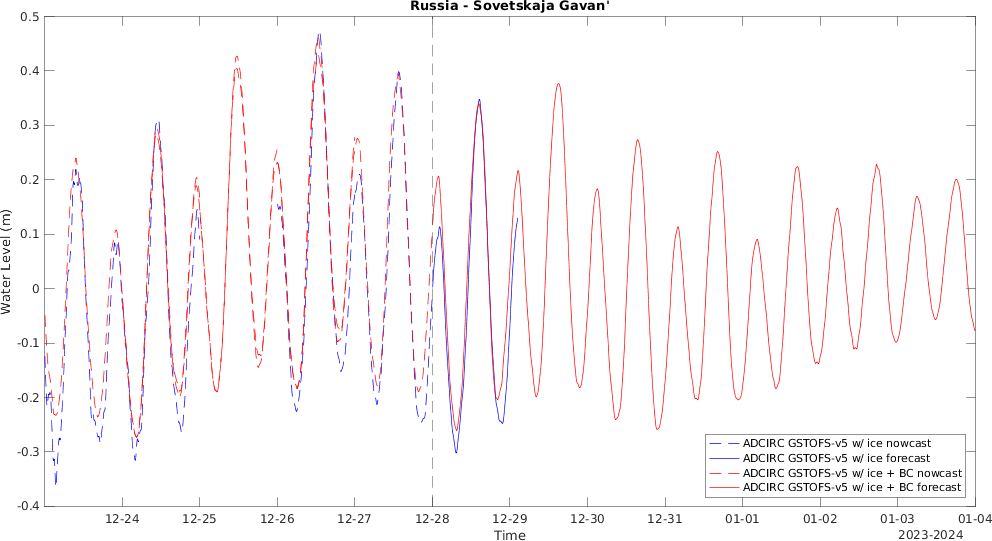 Russia - Sovetskaja Gavan'
Water Level (m)
0.5
0.4
0.3
0.2
0.1
0
-0.1
-0.2
-0.3
-0.4
ADCIRC GSTOFS-v5 w/ ice nowcast
ADCIRC GSTOFS-v5 w/ ice forecast
ADCIRC GSTOFS-v5 w/ ice + BC nowcast
ADCIRC GSTOFS-v5 w/ ice + BC forecast
12-24 12-25 12-26 12-27 12-28 12-29 12-30 12-31 01-01 01-02 01-03 01-04
Time
2023-2024